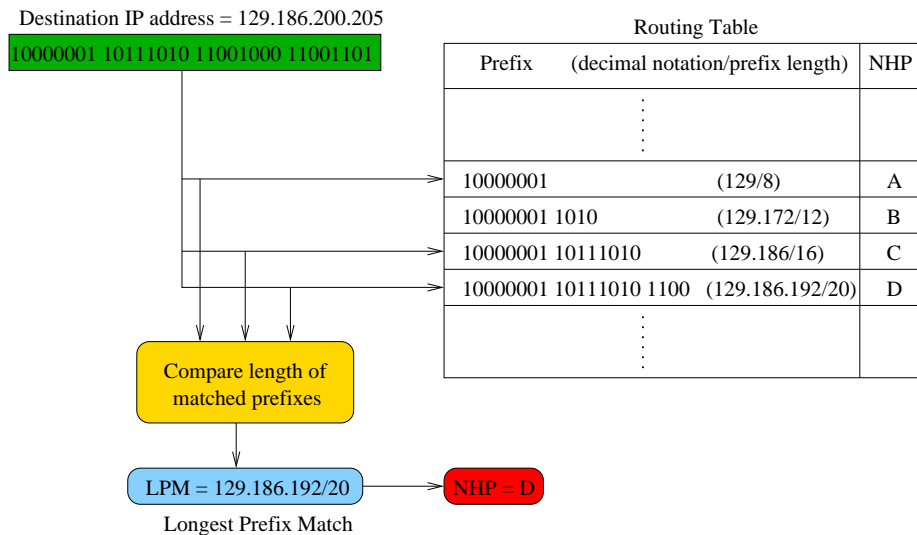 Destination IP address = 129.186.200.205
10000001 10111010 11001000 11001101
Routing Table
Prefix (decimal notation/prefix length) NHP
10000001 (129/8) A
10000001 1010 (129.172/12) B
10000001 10111010 (129.186/16) C
10000001 10111010 1100 (129.186.192/20) D
Compare length of
matched prefixes
LPM = 129.186.192/20
NHP = D
Longest Prefix Match